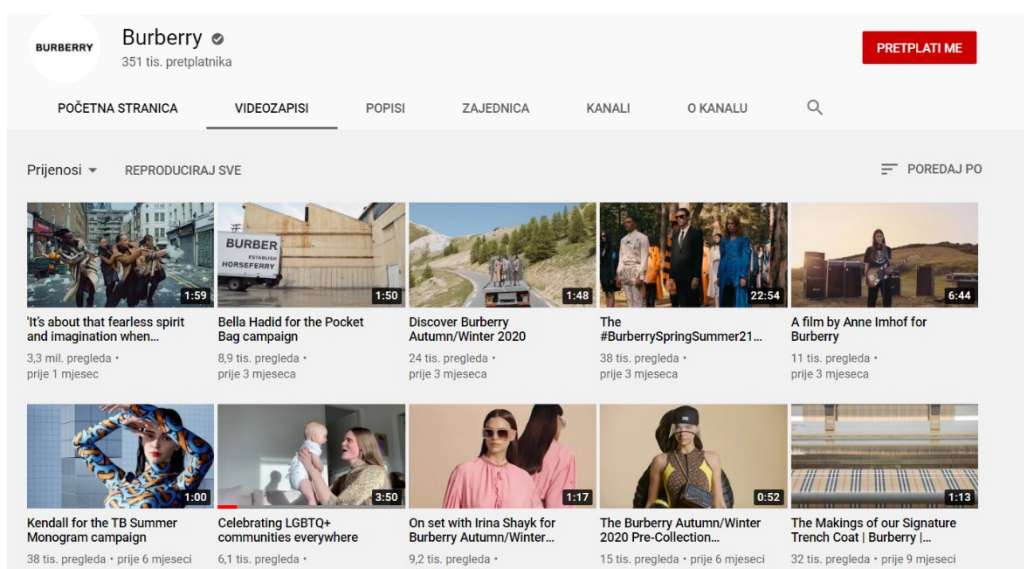 BURBERRY
Burberry
351 tis. pretplatnika
PRETPLATI ME
POČETNA STRANICA VIDEOZAPISI POPISI ZAJEDNICA KANALI O KANALU
Prijenosi REPRODUCIRAJ SVE POREDAJ PO
BURBER
ESTABLISH
HORSEFERRY
1:59 1:50 1:48 22:54 6:44
'It's about that fearless spirit
and imagination when...
3,3 mil. pregleda •
prije 1 mjesec
Bella Hadid for the Pocket
Bag campaign
8,9 tis. pregleda •
prije 3 mjeseca
Discover Burberry
Autumn/Winter 2020
24 tis. pregleda •
prije 3 mjeseca
The
#BurberrySpringSummer21...
38 tis. pregleda •
prije 3 mjeseca
A film by Anne Imhof for
Burberry
11 tis. pregleda •
prije 3 mjeseca
1:00 3:50 1:17 0:52 1:13
Kendall for the TB Summer
Monogram campaign
38 tis. pregleda • prije 6 mjeseci
Celebrating LGBTQ+
communities everywhere
6,1 tis. pregleda •
On set with Irina Shayk for
Burberry Autumn/Winter...
9,2 tis. pregleda •
The Burberry Autumn/Winter
2020 Pre-Collection...
15 tis. pregleda • prije 6 mjeseci
The Makings of our Signature
Trench Coat | Burberry |...
32 tis. pregleda • prije 9 mjeseci